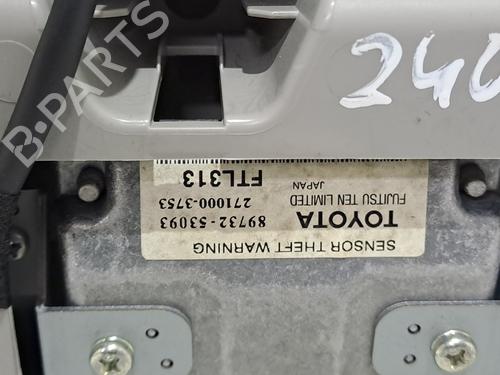 B-PARTS
240
SENSOR THEFT WARNING
TOYOTA
89732-53093
FUJITSU TEN LIMITED
271000-3753
JAPAN
FTL313